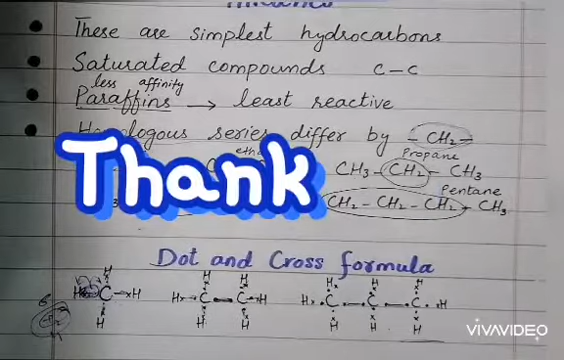 These are simplest hydrocarbons
Saturated compounds C-C
less affinity
Paraffins → least reactive
Homologous series differ by -CH₂-
Propane
CH₃-CH₂-CH₃
Thank
Pentane
CH₂-CH₂-CH₂-CH₃
Dot and Cross formula
H H H H H H
H C H H C C H H C C C H
H H H H H H
VIVAVIDEO